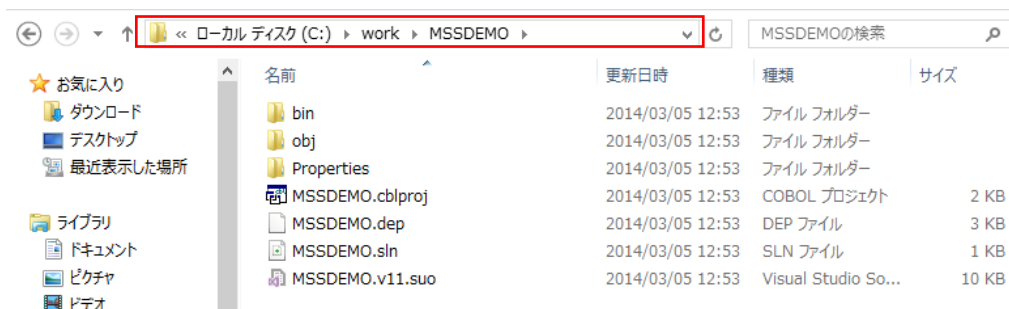 « ローカル ディスク (C:) ▸ work ▸ MSSDEMO ▸ MSSDEMOの検索
お気に入り
ダウンロード
デスクトップ
最近表示した場所
ライブラリ
ドキュメント
ピクチャ
ビデオ
名前 更新日時 種類 サイズ
bin 2014/03/05 12:53 ファイル フォルダー
obj 2014/03/05 12:53 ファイル フォルダー
Properties 2014/03/05 12:53 ファイル フォルダー
MSSDEMO.cblproj 2014/03/05 12:53 COBOL プロジェクト 2 KB
MSSDEMO.dep 2014/03/05 12:53 DEP ファイル 3 KB
MSSDEMO.sln 2014/03/05 12:53 SLN ファイル 1 KB
MSSDEMO.v11.suo 2014/03/05 12:53 Visual Studio So... 10 KB